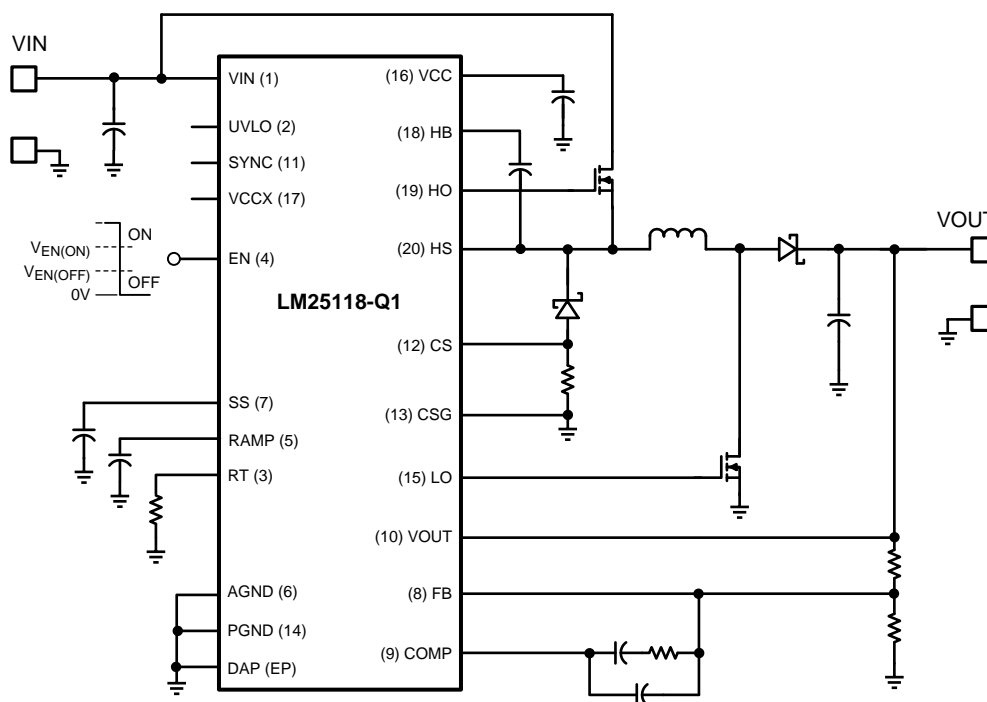 VIN
VIN (1)
UVLO (2)
SYNC (11)
VCCX (17)
EN (4)
ON
VEN(ON)
VEN(OFF)
OFF
0V
LM25118-Q1
SS (7)
RAMP (5)
RT (3)
AGND (6)
PGND (14)
DAP (EP)
(16) VCC
(18) HB
(19) HO
(20) HS
(12) CS
(13) CSG
(15) LO
(10) VOUT
(8) FB
(9) COMP
VOUT